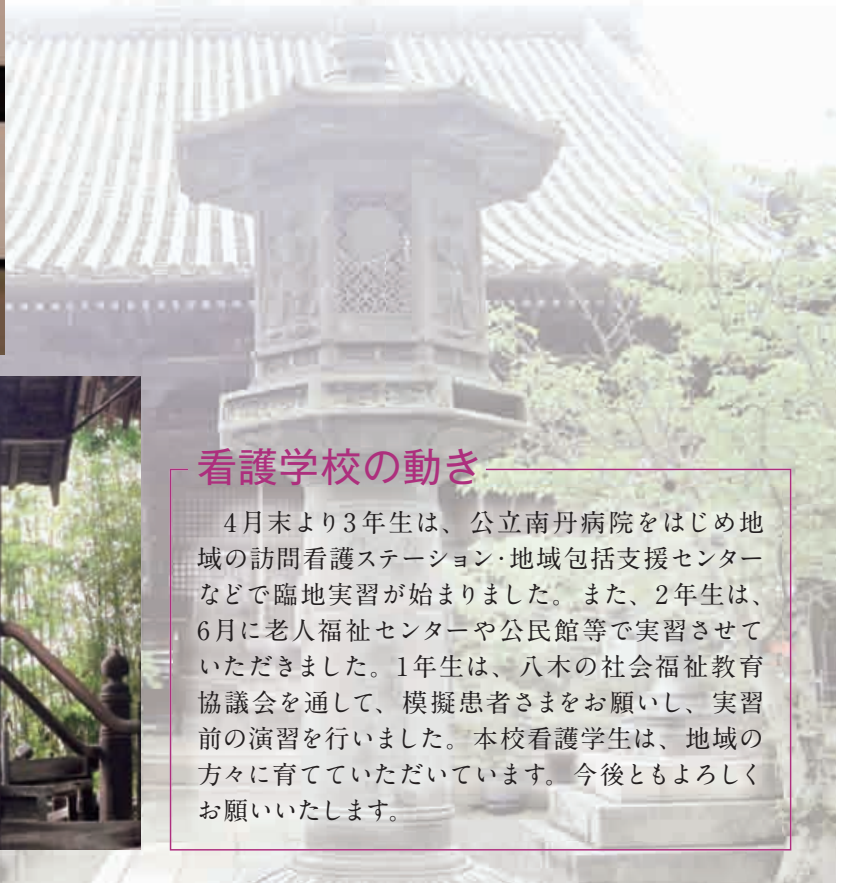 看護学校の動き
　4月末より3年生は、公立南丹病院をはじめ地
域の訪問看護ステーション・地域包括支援センター
などで臨地実習が始まりました。また、2年生は、
6月に老人福祉センターや公民館等で実習させて
いただきました。1年生は、八木の社会福祉教育
協議会を通して、模擬患者さまをお願いし、実習
前の演習を行いました。本校看護学生は、地域の
方々に育てていただいています。今後ともよろしく
お願いいたします。